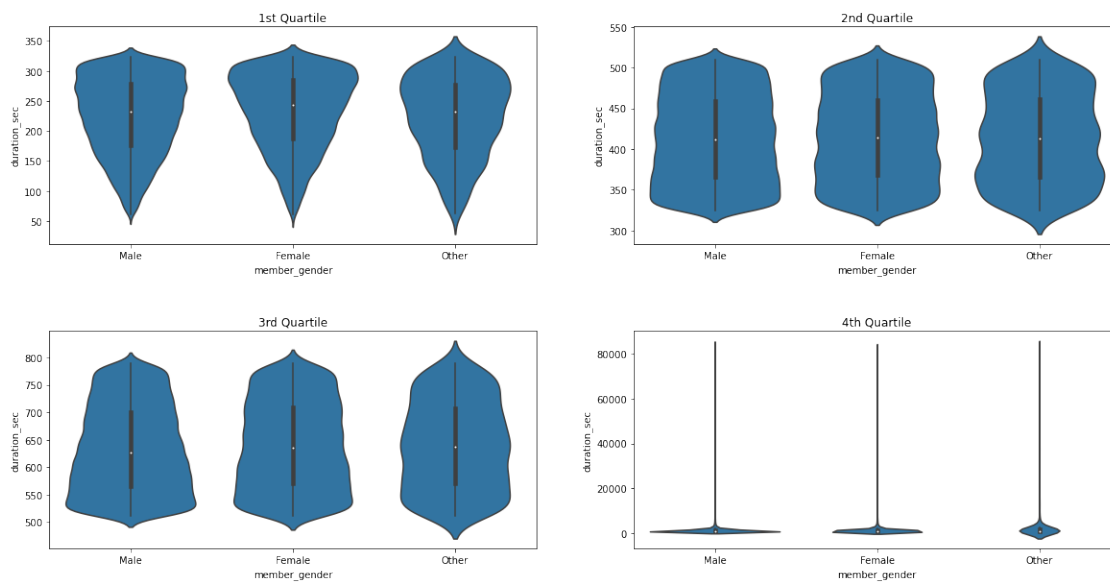 1st Quartile
350
300
250
200
150
100
50
duration_sec
Male
Female
Other
member_gender
2nd Quartile
550
500
450
400
350
300
duration_sec
Male
Female
Other
member_gender
3rd Quartile
800
750
700
650
600
550
500
duration_sec
Male
Female
Other
member_gender
4th Quartile
80000
60000
40000
20000
0
duration_sec
Male
Female
Other
member_gender